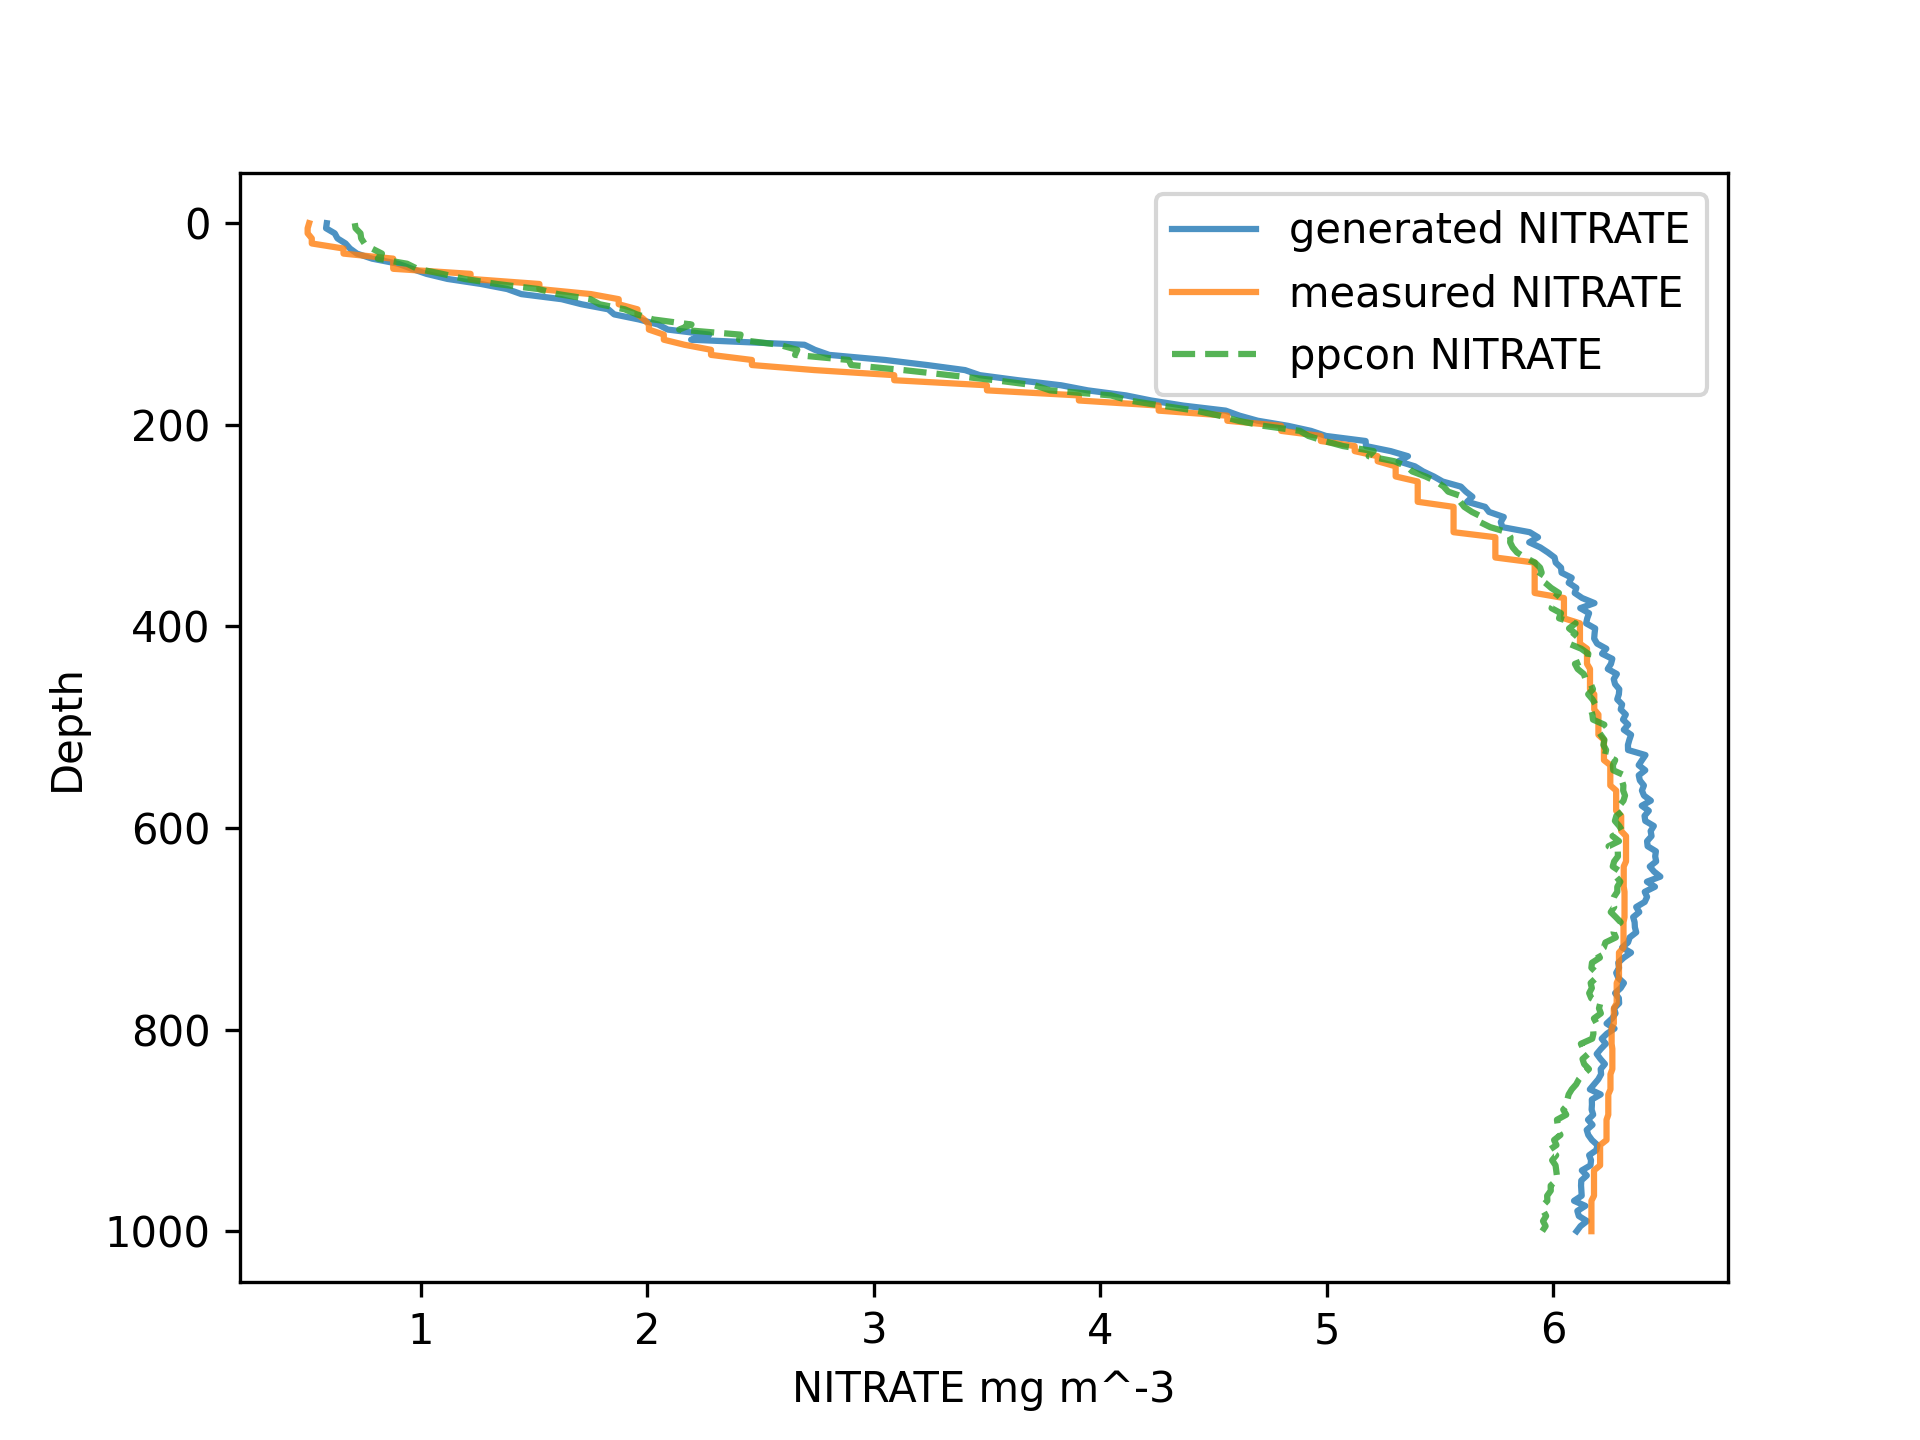 generated NITRATE
measured NITRATE
ppcon NITRATE
0
200
400
600
800
1000
Depth
1 2 3 4 5 6
NITRATE mg m^-3